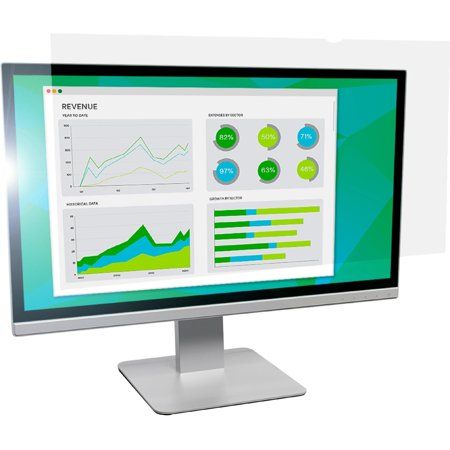 REVENUE
YEAR TO DATE
EXPENSES BY SECTOR
82%
50%
71%
97%
63%
46%
HISTORICAL DATA
GROWTH BY SECTOR